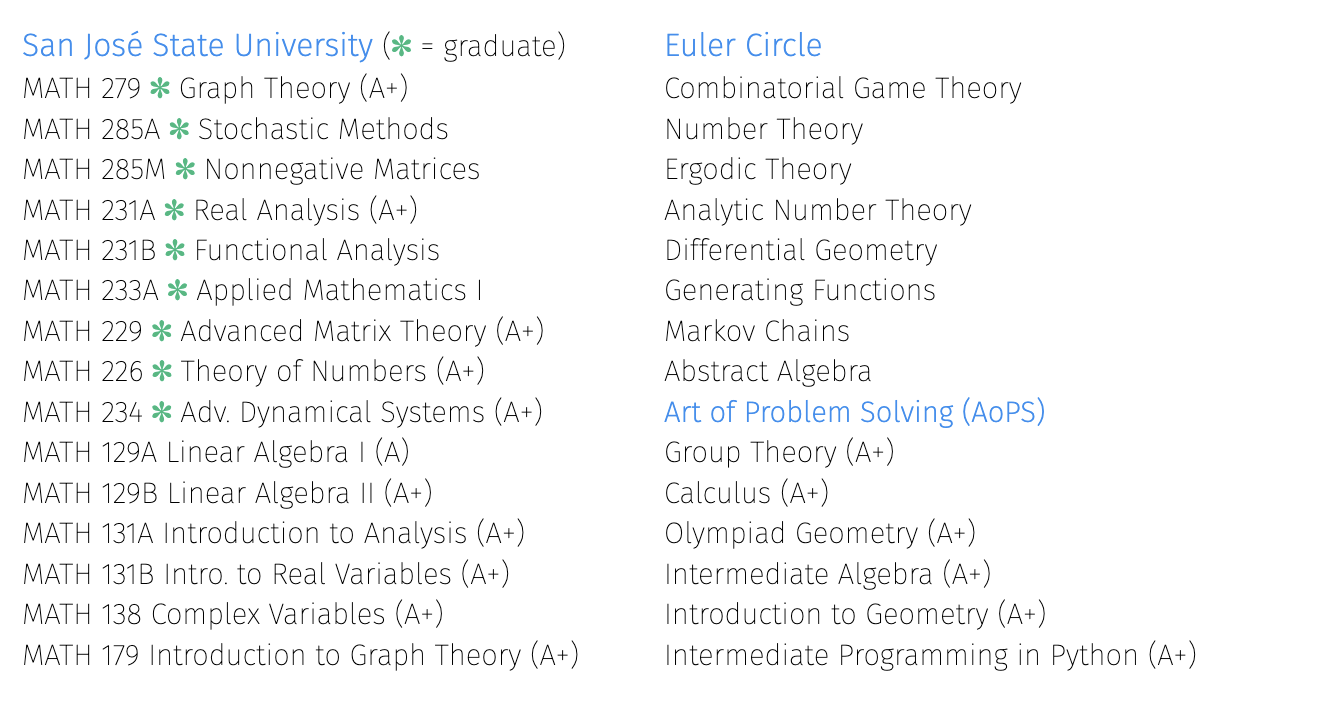 San José State University (✽ = graduate)
MATH 279 ✽ Graph Theory (A+)
MATH 285A ✽ Stochastic Methods
MATH 285M ✽ Nonnegative Matrices
MATH 231A ✽ Real Analysis (A+)
MATH 231B ✽ Functional Analysis
MATH 233A ✽ Applied Mathematics I
MATH 229 ✽ Advanced Matrix Theory (A+)
MATH 226 ✽ Theory of Numbers (A+)
MATH 234 ✽ Adv. Dynamical Systems (A+)
MATH 129A Linear Algebra I (A)
MATH 129B Linear Algebra II (A+)
MATH 131A Introduction to Analysis (A+)
MATH 131B Intro. to Real Variables (A+)
MATH 138 Complex Variables (A+)
MATH 179 Introduction to Graph Theory (A+)
Euler Circle
Combinatorial Game Theory
Number Theory
Ergodic Theory
Analytic Number Theory
Differential Geometry
Generating Functions
Markov Chains
Abstract Algebra
Art of Problem Solving (AoPS)
Group Theory (A+)
Calculus (A+)
Olympiad Geometry (A+)
Intermediate Algebra (A+)
Introduction to Geometry (A+)
Intermediate Programming in Python (A+)